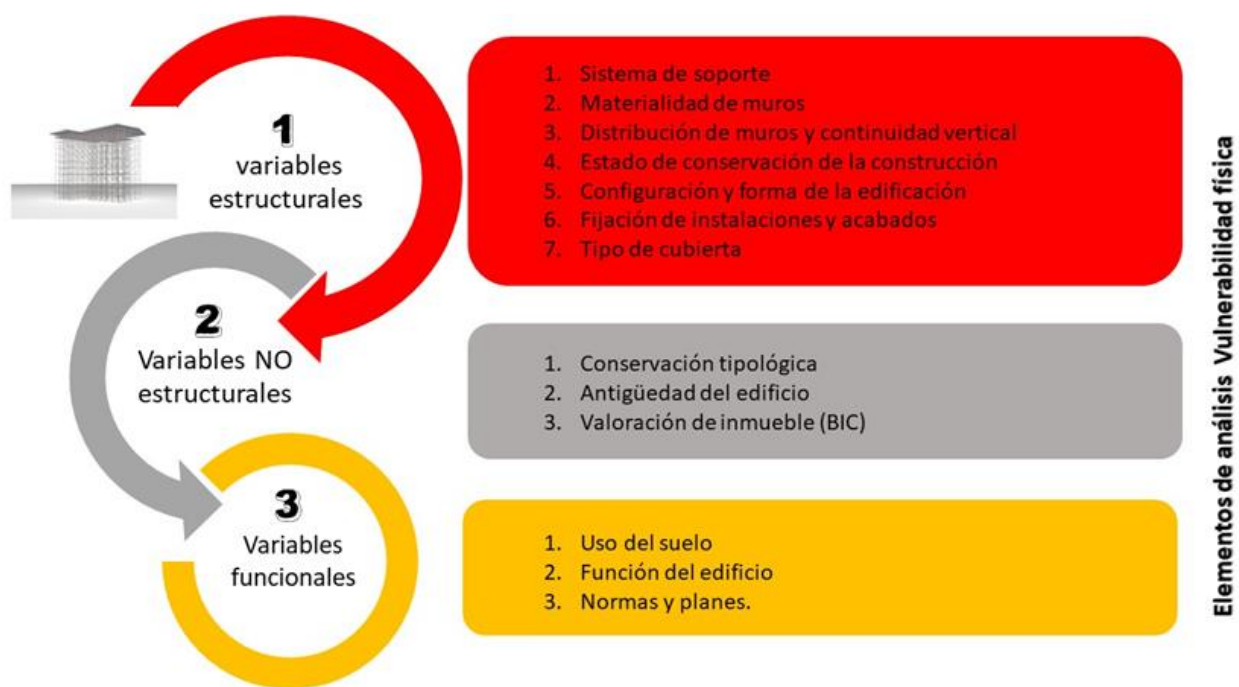 1
variables
estructurales
1. Sistema de soporte
2. Materialidad de muros
3. Distribución de muros y continuidad vertical
4. Estado de conservación de la construcción
5. Configuración y forma de la edificación
6. Fijación de instalaciones y acabados
7. Tipo de cubierta
2
Variables NO
estructurales
1. Conservación tipológica
2. Antigüedad del edificio
3. Valoración de inmueble (BIC)
3
Variables
funcionales
1. Uso del suelo
2. Función del edificio
3. Normas y planes.
Elementos de análisis Vulnerabilidad física